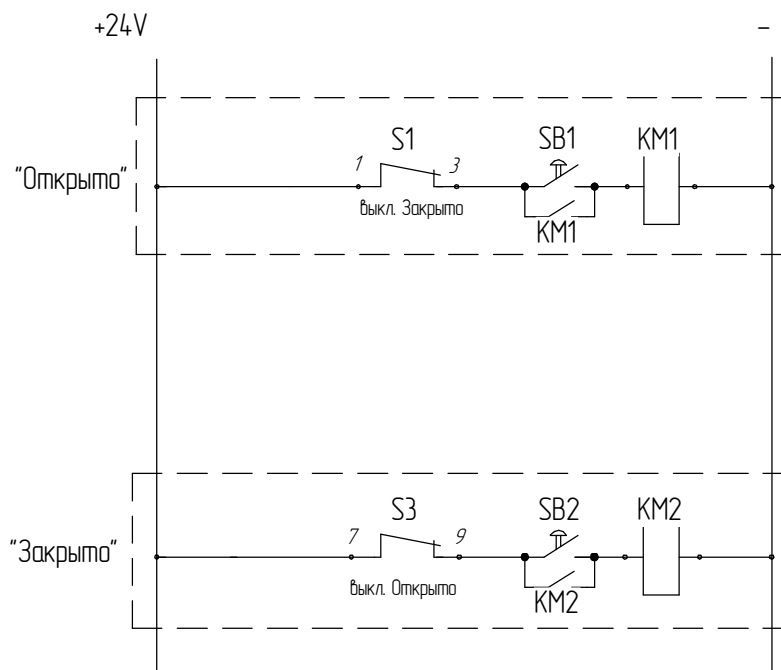 +24V
-
"Открыто"
1
S1
3
SB1
KM1
выкл. Закрыто
KM1
"Закрыто"
7
S3
9
SB2
KM2
выкл. Открыто
KM2